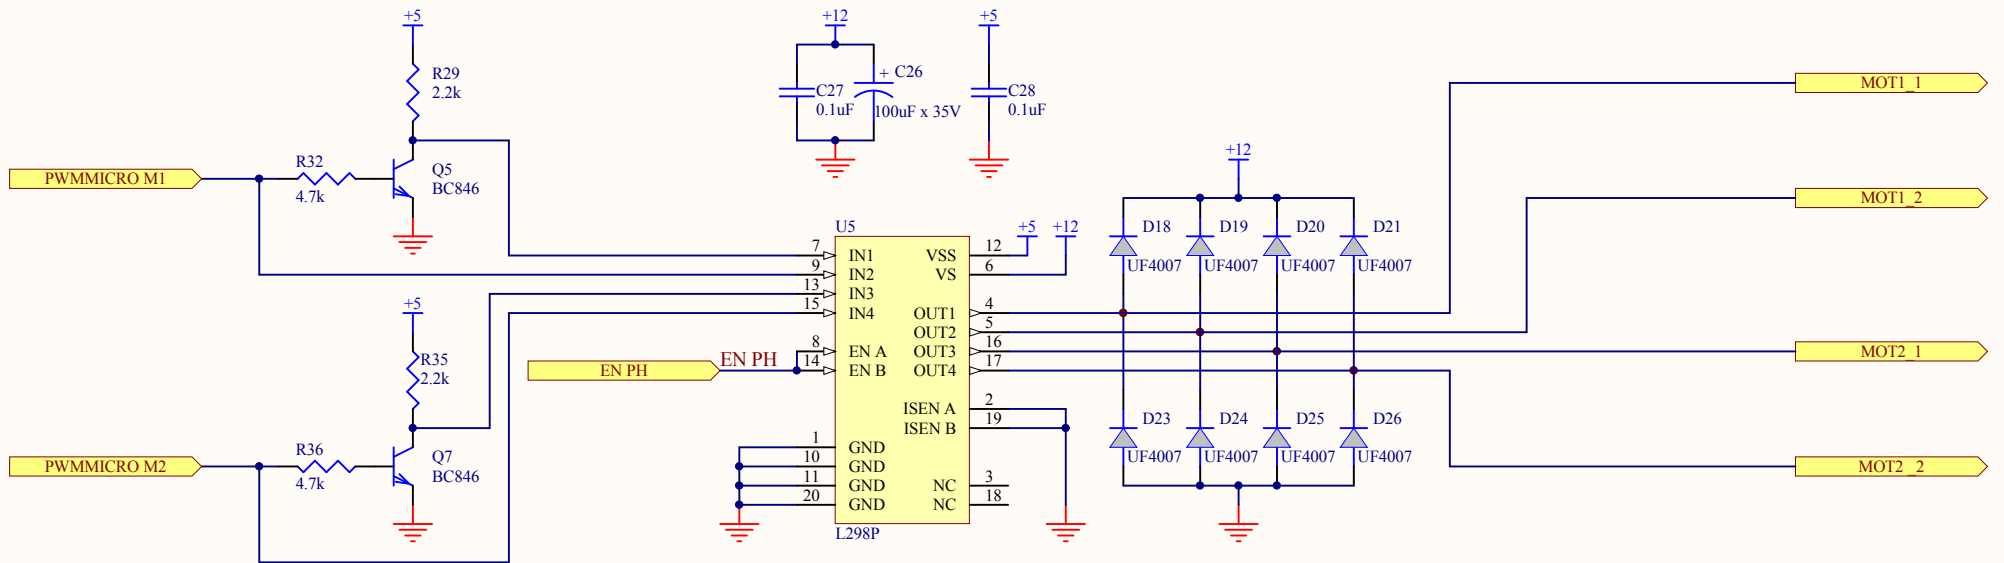 +5
+12
+5
R29
2.2k
C27
0.1uF
+ C26
100uF x 35V
C28
0.1uF
MOT1_1
PWMMICRO M1
R32
4.7k
Q5
BC846
+12
MOT1_2
U5
7 IN1
9 IN2
13 IN3
15 IN4
8 EN A
14 EN B
1 GND
10 GND
11 GND
20 GND
VSS 12
VS 6
OUT1 4
OUT2 5
OUT3 16
OUT4 17
ISEN A 2
ISEN B 19
NC 3
NC 18
L298P
+5
+12
D18
UF4007
D19
UF4007
D20
UF4007
D21
UF4007
+5
R35
2.2k
EN PH
EN PH
MOT2_1
D23
UF4007
D24
UF4007
D25
UF4007
D26
UF4007
PWMMICRO M2
R36
4.7k
Q7
BC846
MOT2 _2